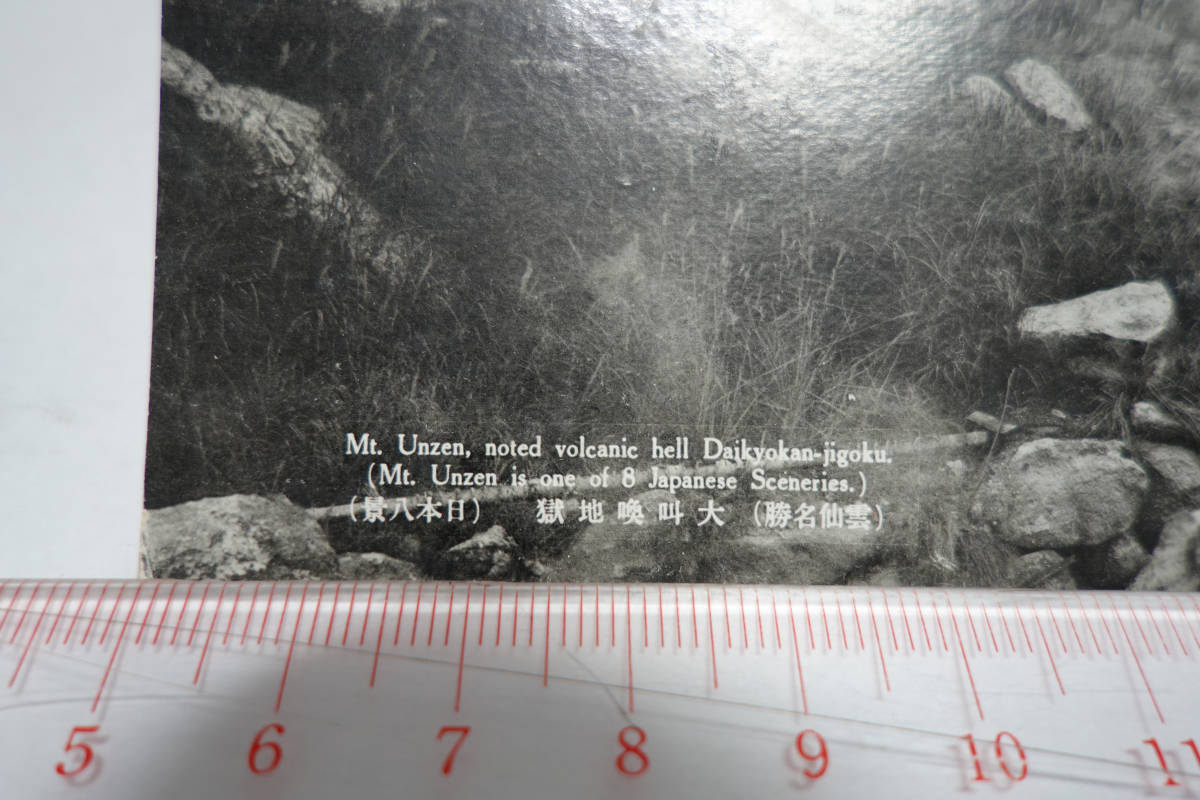 Mt. Unzen, noted volcanic hell Daikyokan-jigoku.
(Mt. Unzen is one of 8 Japanese Sceneries.)
(雲仙名勝) 大叫喚地獄 (日本八景)
5 6 7 8 9 10 11